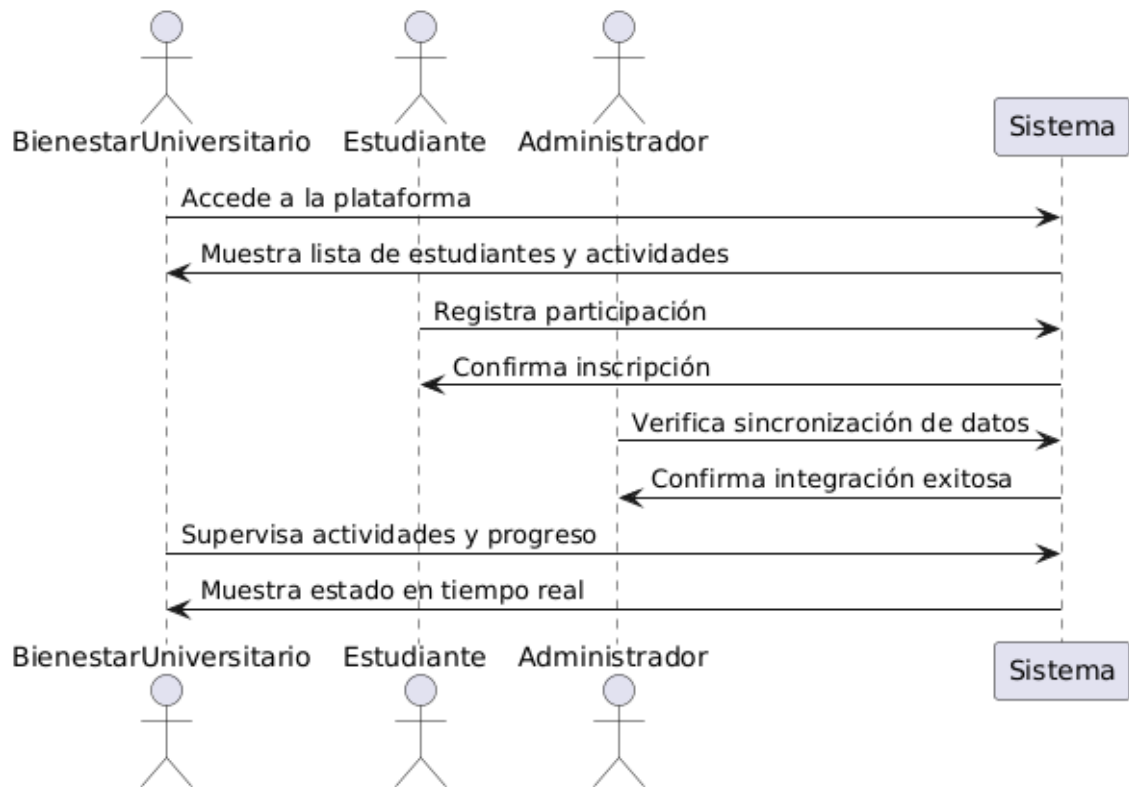 BienestarUniversitario Estudiante Administrador Sistema
Accede a la plataforma
Muestra lista de estudiantes y actividades
Registra participación
Confirma inscripción
Verifica sincronización de datos
Confirma integración exitosa
Supervisa actividades y progreso
Muestra estado en tiempo real
BienestarUniversitario Estudiante Administrador Sistema